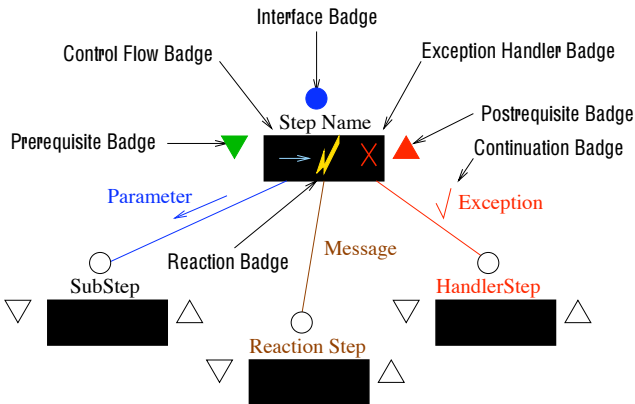 Interface Badge
Control Flow Badge
Exception Handler Badge
Step Name
Postrequisite Badge
Prerequisite Badge
Continuation Badge
Parameter
Exception
Message
Reaction Badge
SubStep
HandlerStep
Reaction Step